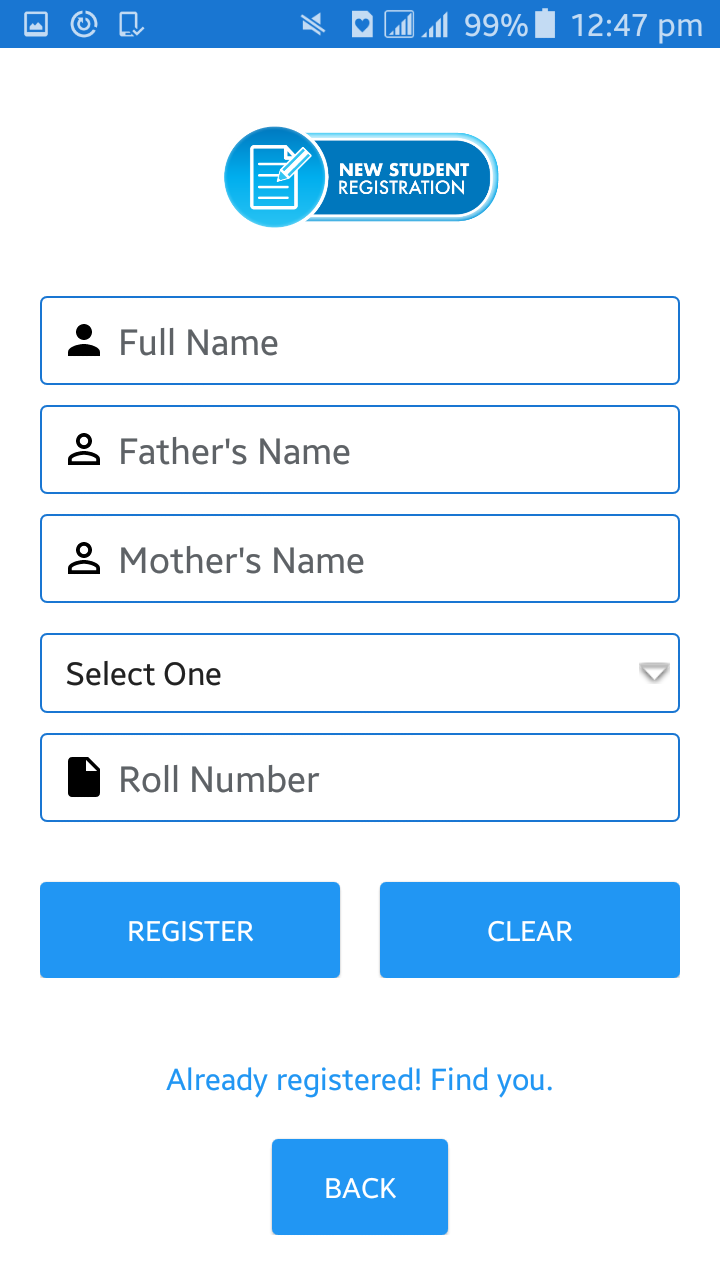 99% 12:47 pm
NEW STUDENT
REGISTRATION
Full Name
Father's Name
Mother's Name
Select One
Roll Number
REGISTER CLEAR
Already registered! Find you.
BACK